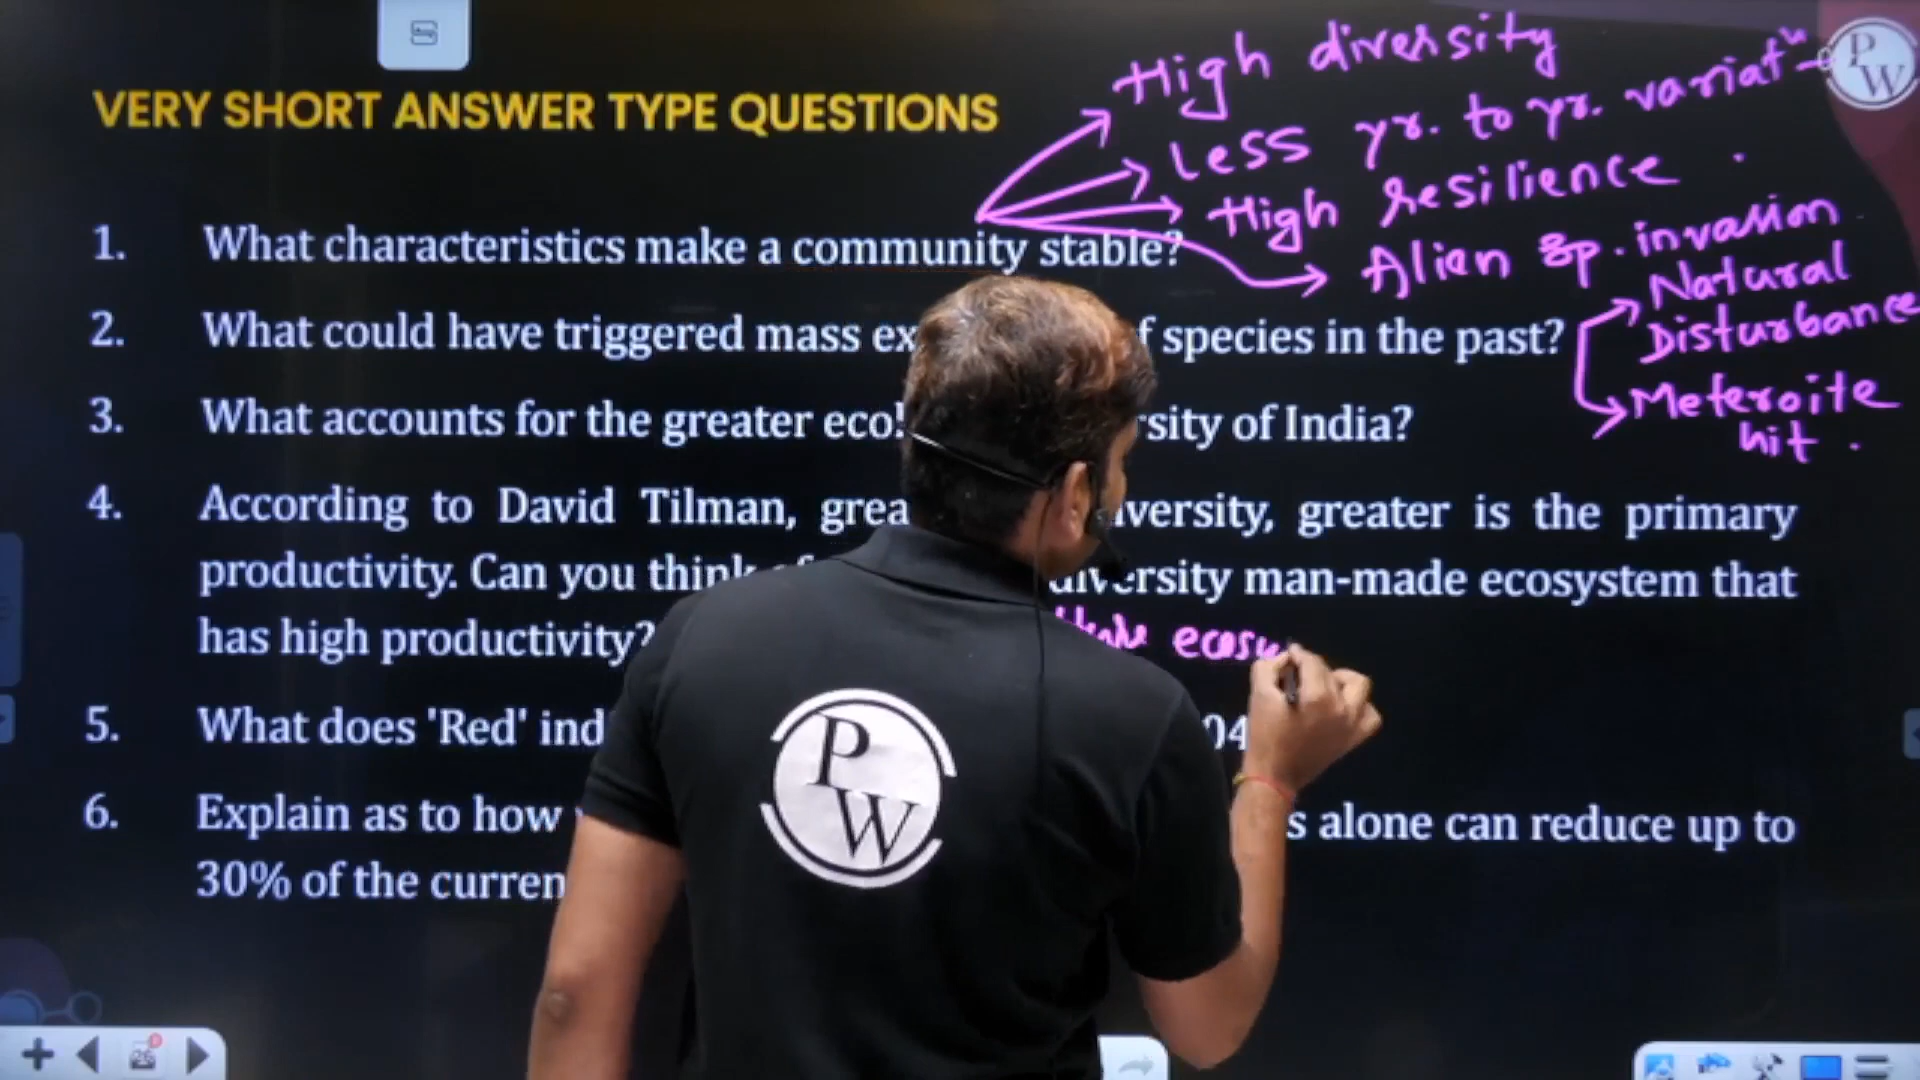 High diversity
VERY SHORT ANSWER TYPE QUESTIONS
Less yr. to yr. variatⁿ
High resilience
1. What characteristics make a community stable?
Alien sp. invasion
Natural
Disturbance
2. What could have triggered mass ex f species in the past?
Meteroite
hit
3. What accounts for the greater eco rsity of India?
4. According to David Tilman, grea iversity, greater is the primary
productivity. Can you think diversity man-made ecosystem that
has high productivity?
5. What does 'Red' ind 04
6. Explain as to how s alone can reduce up to
30% of the curren
PW
PW
26